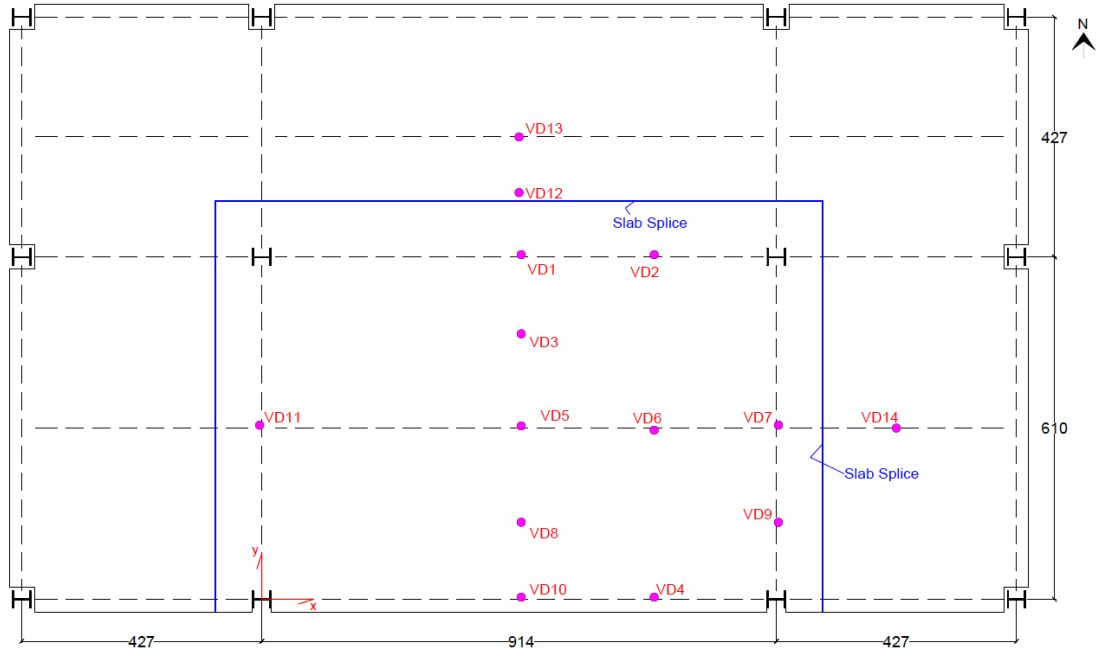 N
VD13
427
VD12
Slab Splice
VD1
VD2
VD3
VD11
VD5
VD6
VD7
VD14
610
Slab Splice
VD9
VD8
y
VD10
VD4
x
427
914
427